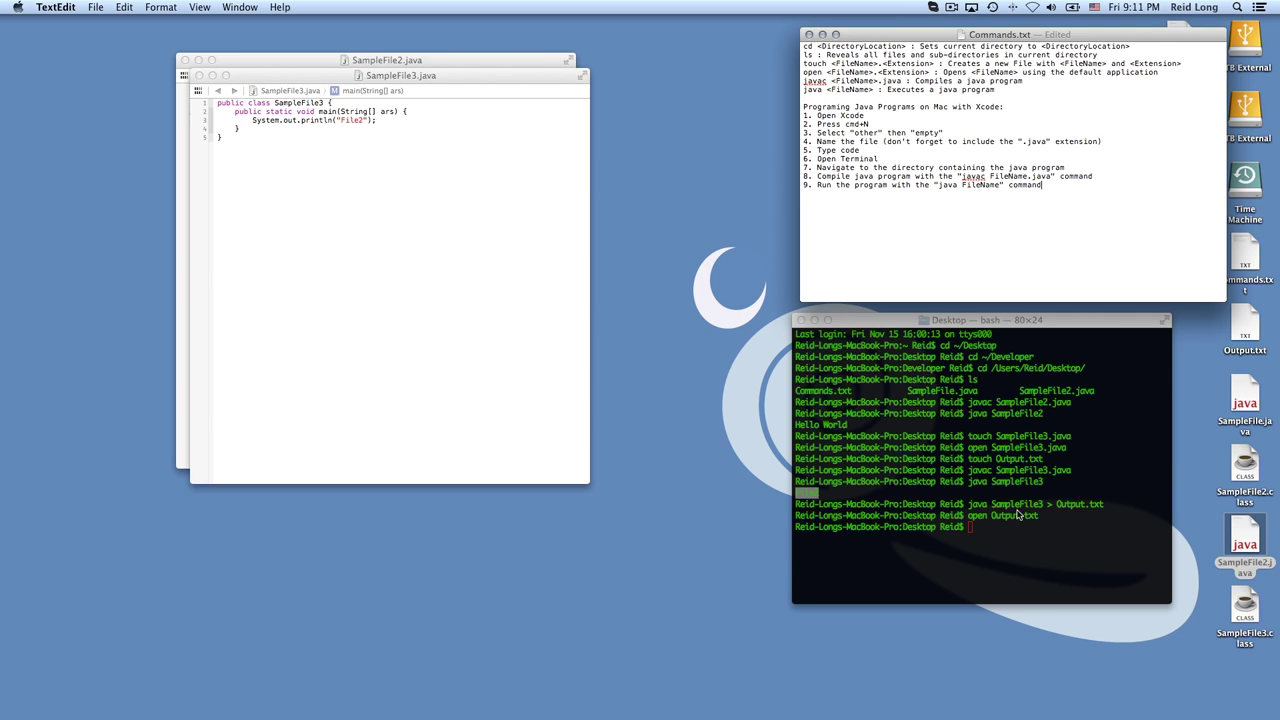 TextEdit File Edit Format View Window Help
Fri 9:11 PM Reid Long
SampleFile2.java
SampleFile3.java
SampleFile3.java main(String[] ars)
1 public class SampleFile3 {
2 public static void main(String[] ars) {
3 System.out.println("File2");
4 }
5 }
Commands.txt — Edited
cd <DirectoryLocation> : Sets current directory to <DirectoryLocation>
ls : Reveals all files and sub-directories in current directory
touch <FileName>.<Extension> : Creates a new File with <FileName> and <Extension>
open <FileName>.<Extension> : Opens <FileName> using the default application
javac <FileName>.java : Compiles a java program
java <FileName> : Executes a java program
Programing Java Programs on Mac with Xcode:
1. Open Xcode
2. Press cmd+N
3. Select "other" then "empty"
4. Name the file (don't forget to include the ".java" extension)
5. Type code
6. Open Terminal
7. Navigate to the directory containing the java program
8. Compile java program with the "javac FileName.java" command
9. Run the program with the "java FileName" command
Desktop — bash — 80×24
Last login: Fri Nov 15 16:00:13 on ttys000
Reid-Longs-MacBook-Pro:~ Reid$ cd ~/Desktop
Reid-Longs-MacBook-Pro:Desktop Reid$ cd ~/Developer
Reid-Longs-MacBook-Pro:Developer Reid$ cd /Users/Reid/Desktop/
Reid-Longs-MacBook-Pro:Desktop Reid$ ls
Commands.txt SampleFile.java SampleFile2.java
Reid-Longs-MacBook-Pro:Desktop Reid$ javac SampleFile2.java
Reid-Longs-MacBook-Pro:Desktop Reid$ java SampleFile2
Hello World
Reid-Longs-MacBook-Pro:Desktop Reid$ touch SampleFile3.java
Reid-Longs-MacBook-Pro:Desktop Reid$ open SampleFile3.java
Reid-Longs-MacBook-Pro:Desktop Reid$ touch Output.txt
Reid-Longs-MacBook-Pro:Desktop Reid$ javac SampleFile3.java
Reid-Longs-MacBook-Pro:Desktop Reid$ java SampleFile3
Reid-Longs-MacBook-Pro:Desktop Reid$ java SampleFile3 > Output.txt
Reid-Longs-MacBook-Pro:Desktop Reid$ open Output.txt
Reid-Longs-MacBook-Pro:Desktop Reid$
TB External
TB External
Time
Machine
TXT
ommands.tx
t
TXT
Output.txt
java
SampleFile.ja
va
CLASS
SampleFile2.c
lass
java
SampleFile2.j
ava
CLASS
SampleFile3.c
lass